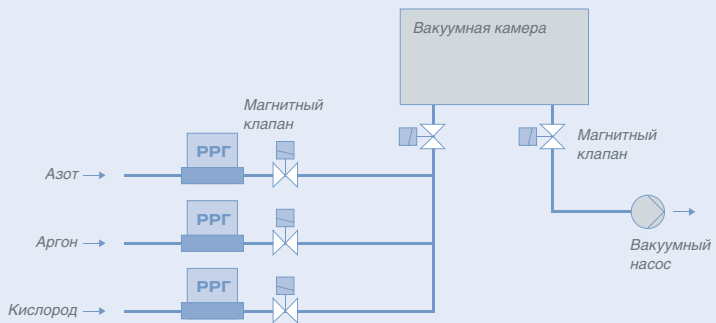 Вакуумная камера
Магнитный
клапан
Магнитный
клапан
РРГ
Азот
РРГ
Аргон
Вакуумный
насос
РРГ
Кислород